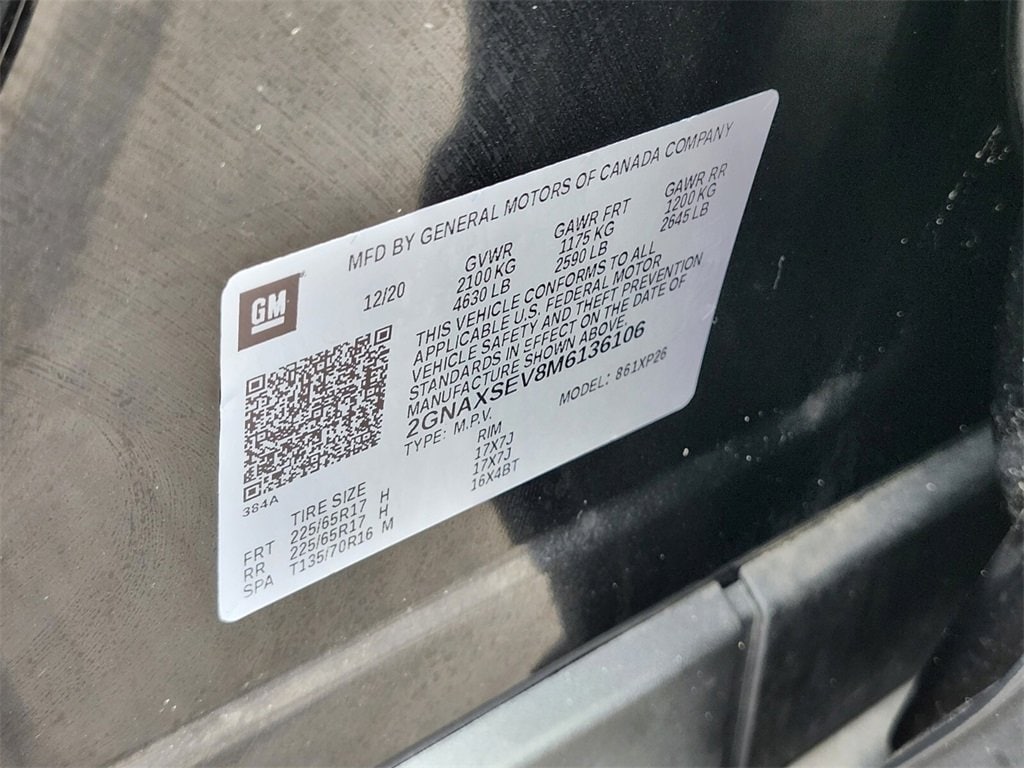 MFD BY GENERAL MOTORS OF CANADA COMPANY
GM
12/20
GVWR
2100 KG
4630 LB
GAWR FRT
1175 KG
2590 LB
GAWR RR
1200 KG
2645 LB
THIS VEHICLE CONFORMS TO ALL
APPLICABLE U.S. FEDERAL MOTOR
VEHICLE SAFETY AND THEFT PREVENTION
STANDARDS IN EFFECT ON THE DATE OF
MANUFACTURE SHOWN ABOVE.
2GNAXSEV8M6136106
TYPE: M.P.V.
MODEL: 861XP26
384A
TIRE SIZE RIM
FRT 225/65R17 H 17X7J
RR 225/65R17 H 17X7J
SPA T135/70R16 M 16X4BT